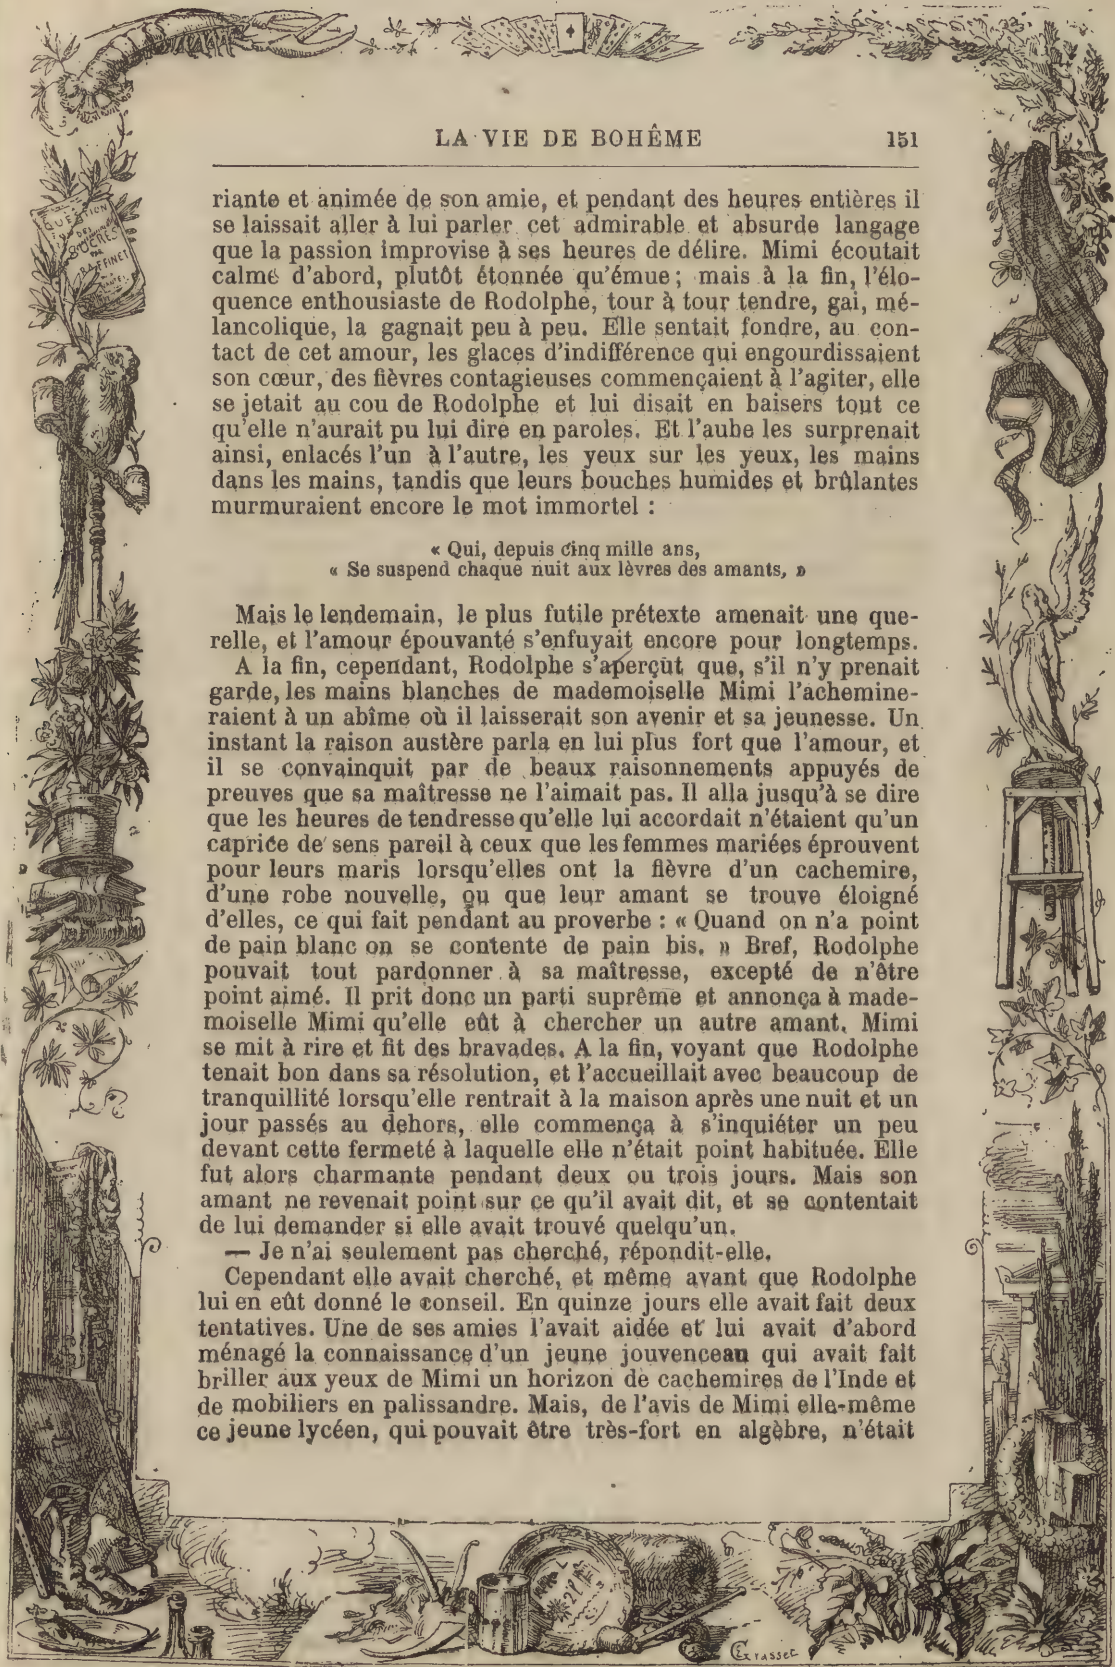 LA VIE DE BOHÊME 151
riante et animée de son amie, et pendant des heures entières il
se laissait aller à lui parler cet admirable et absurde langage
que la passion improvise à ses heures de délire. Mimi écoutait
calme d'abord, plutôt étonnée qu'émue; mais à la fin, l'élo-
quence enthousiaste de Rodolphe, tour à tour tendre, gai, mé-
lancolique, la gagnait peu à peu. Elle sentait fondre, au con-
tact de cet amour, les glaces d'indifférence qui engourdissaient
son cœur, des fièvres contagieuses commençaient à l'agiter, elle
se jetait au cou de Rodolphe et lui disait en baisers tout ce
qu'elle n'aurait pu lui dire en paroles. Et l'aube les surprenait
ainsi, enlacés l'un à l'autre, les yeux sur les yeux, les mains
dans les mains, tandis que leurs bouches humides et brûlantes
murmuraient encore le mot immortel :
« Qui, depuis cinq mille ans,
« Se suspend chaque nuit aux lèvres des amants, »
Mais le lendemain, le plus futile prétexte amenait une que-
relle, et l'amour épouvanté s'enfuyait encore pour longtemps.
A la fin, cependant, Rodolphe s'aperçut que, s'il n'y prenait
garde, les mains blanches de mademoiselle Mimi l'achemine-
raient à un abîme où il laisserait son avenir et sa jeunesse. Un
instant la raison austère parla en lui plus fort que l'amour, et
il se convainquit par de beaux raisonnements appuyés de
preuves que sa maîtresse ne l'aimait pas. Il alla jusqu'à se dire
que les heures de tendresse qu'elle lui accordait n'étaient qu'un
caprice de sens pareil à ceux que les femmes mariées éprouvent
pour leurs maris lorsqu'elles ont la fièvre d'un cachemire,
d'une robe nouvelle, ou que leur amant se trouve éloigné
d'elles, ce qui fait pendant au proverbe : « Quand on n'a point
de pain blanc on se contente de pain bis. » Bref, Rodolphe
pouvait tout pardonner à sa maîtresse, excepté de n'être
point aimé. Il prit donc un parti suprême et annonça à made-
moiselle Mimi qu'elle eût à chercher un autre amant. Mimi
se mit à rire et fit des bravades. A la fin, voyant que Rodolphe
tenait bon dans sa résolution, et l'accueillait avec beaucoup de
tranquillité lorsqu'elle rentrait à la maison après une nuit et un
jour passés au dehors, elle commença à s'inquiéter un peu
devant cette fermeté à laquelle elle n'était point habituée. Elle
fut alors charmante pendant deux ou trois jours. Mais son
amant ne revenait point sur ce qu'il avait dit, et se contentait
de lui demander si elle avait trouvé quelqu'un.
— Je n'ai seulement pas cherché, répondit-elle.
Cependant elle avait cherché, et même avant que Rodolphe
lui en eût donné le conseil. En quinze jours elle avait fait deux
tentatives. Une de ses amies l'avait aidée et lui avait d'abord
ménagé la connaissance d'un jeune jouvenceau qui avait fait
briller aux yeux de Mimi un horizon de cachemires de l'Inde et
de mobiliers en palissandre. Mais, de l'avis de Mimi elle-même
ce jeune lycéen, qui pouvait être très-fort en algèbre, n'était
QUESTION
DES
SUCRES
PAR
RAFFINET
EGrasset